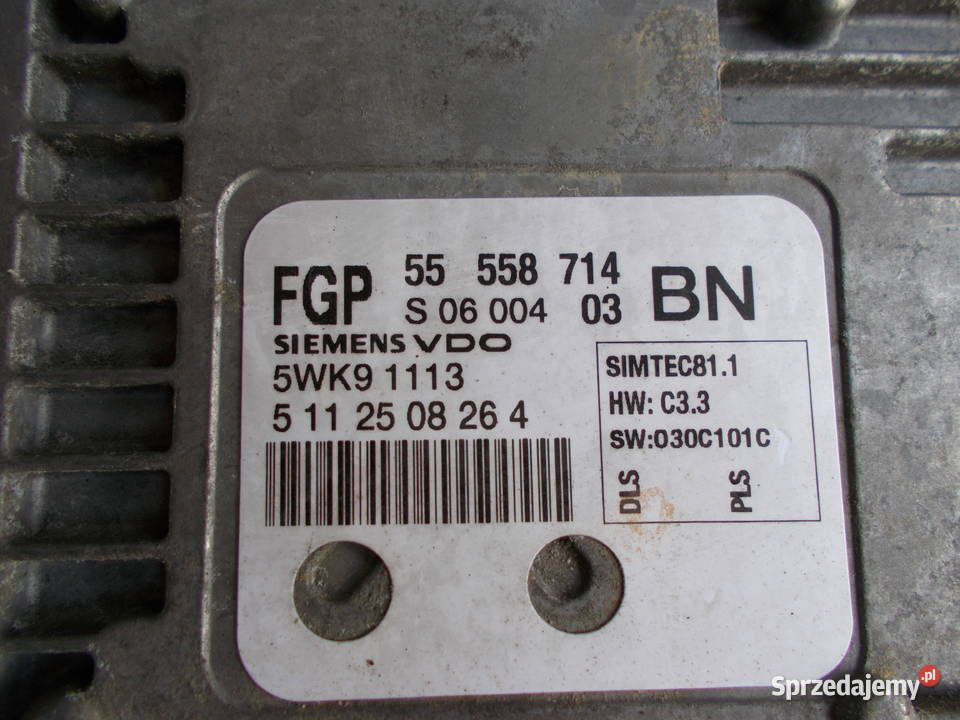 FGP 55 558 714 BN
S 06 004 03
SIEMENS VDO
5WK9 1113
5 11 25 08 26 4
SIMTEC81.1
HW: C3.3
SW:030C101C
DLS PLS
Sprzedajemy.pl